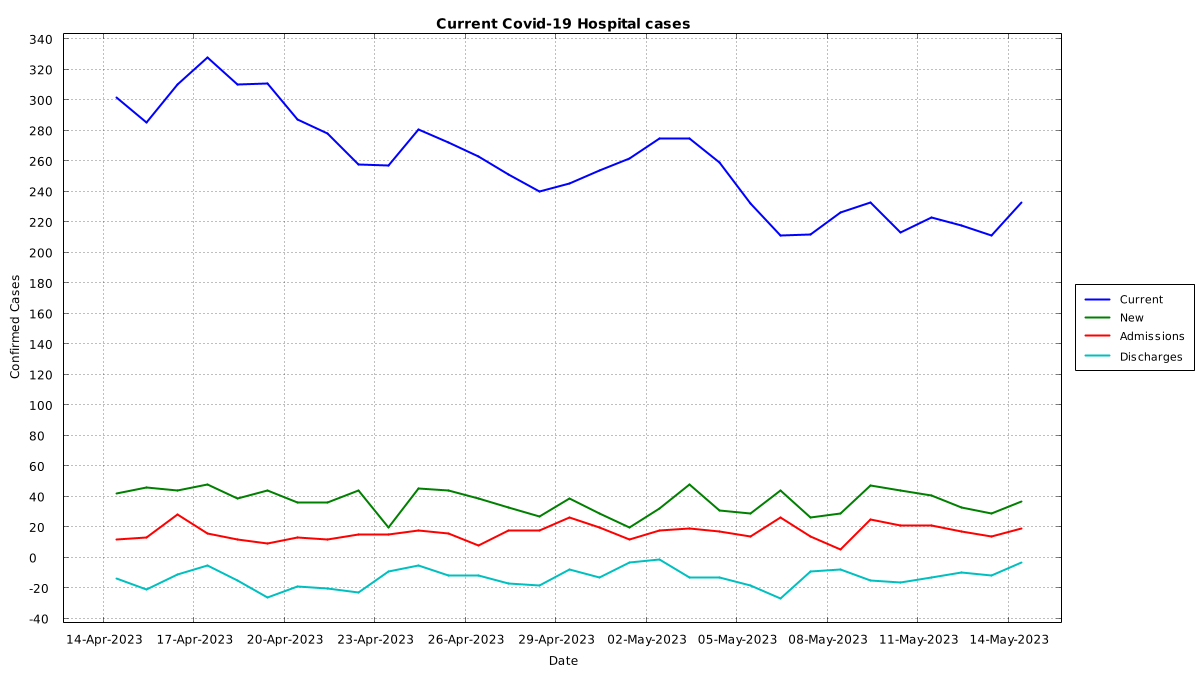 Current Covid-19 Hospital cases
340
320
300
280
260
240
220
200
180
160
140
120
100
80
60
40
20
0
-20
-40
Confirmed Cases
14-Apr-2023 17-Apr-2023 20-Apr-2023 23-Apr-2023 26-Apr-2023 29-Apr-2023 02-May-2023 05-May-2023 08-May-2023 11-May-2023 14-May-2023
Date
Current
New
Admissions
Discharges